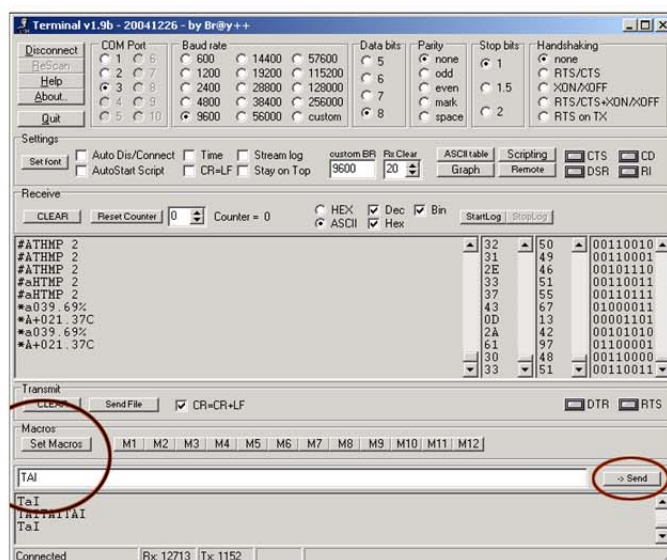 Terminal v1.9b - 20041226 - by Br@y++
Disconnect
ReScan
Help
About..
Quit
COM Port
1 6
2 7
3 8
4 9
5 10
Baud rate
600 14400 57600
1200 19200 115200
2400 28800 128000
4800 38400 256000
9600 56000 custom
Data bits
5
6
7
8
Parity
none
odd
even
mark
space
Stop bits
1
1.5
2
Handshaking
none
RTS/CTS
XON/XOFF
RTS/CTS+XON/XOFF
RTS on TX
Settings
Set font
Auto Dis/Connect Time Stream log
AutoStart Script CR=LF Stay on Top
custom BR Rx Clear
9600 20
ASCII table Scripting
Graph Remote
CTS CD
DSR RI
Receive
CLEAR Reset Counter 0 Counter = 0
HEX Dec Bin
ASCII Hex
StartLog StopLog
#ATHMP 2
#ATHMP 2
#ATHMP 2
#aHTMP 2
#aHTMP 2
*a039.69%
*A+021.37C
*a039.69%
*A+021.37C
32 50 00110010
31 49 00110001
2E 46 00101110
33 51 00110011
37 55 00110111
43 67 01000011
0D 13 00001101
2A 42 00101010
61 97 01100001
30 48 00110000
33 51 00110011
Transmit
CLEAR Send File CR=CR+LF
DTR RTS
Macros
Set Macros M1 M2 M3 M4 M5 M6 M7 M8 M9 M10 M11 M12
TAI
-> Send
TaI
TAITAITAI
TaI
Connected Rx: 12713 Tx: 1152